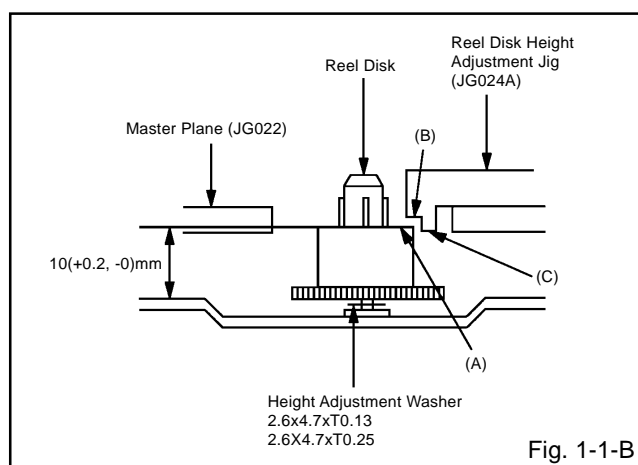 Reel Disk Height
Adjustment Jig
(JG024A)
Reel Disk
Master Plane (JG022)
(B)
10(+0.2, -0)mm
(C)
(A)
Height Adjustment Washer
2.6x4.7xT0.13
2.6X4.7xT0.25
Fig. 1-1-B